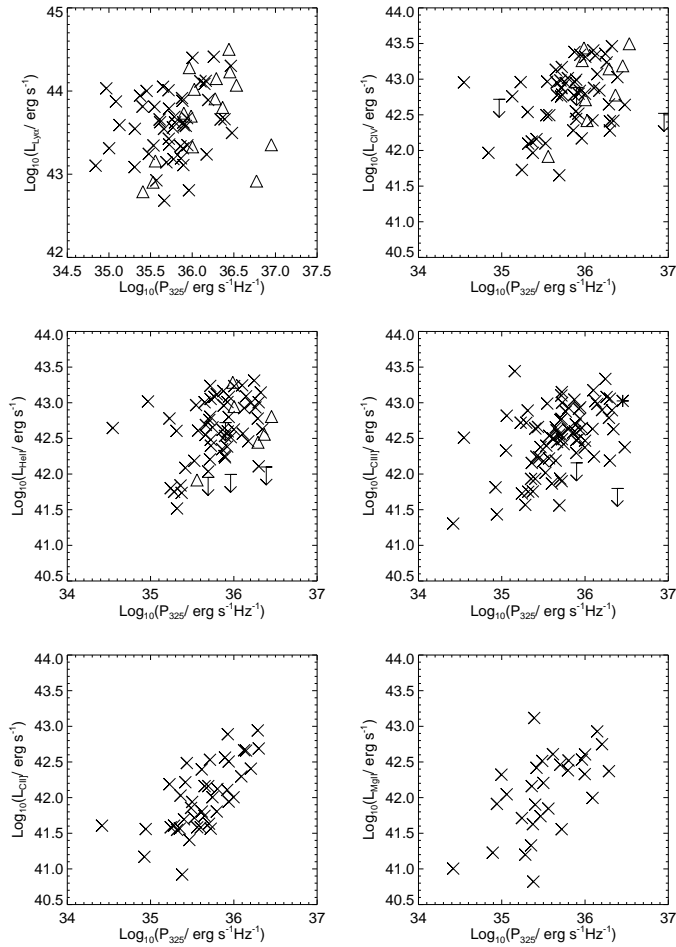 45
44
43
42
Log10(LLyα/ erg s-1)
34.5 35.0 35.5 36.0 36.5 37.0 37.5
Log10(P325/ erg s-1Hz-1)
44.0
43.5
43.0
42.5
42.0
41.5
41.0
40.5
Log10(LCIV/ erg s-1)
34 35 36 37
Log10(P325/ erg s-1Hz-1)
44.0
43.5
43.0
42.5
42.0
41.5
41.0
40.5
Log10(LHeII/ erg s-1)
34 35 36 37
Log10(P325/ erg s-1Hz-1)
44.0
43.5
43.0
42.5
42.0
41.5
41.0
40.5
Log10(LCIII]/ erg s-1)
34 35 36 37
Log10(P325/ erg s-1Hz-1)
44.0
43.5
43.0
42.5
42.0
41.5
41.0
40.5
Log10(LCII]/ erg s-1)
34 35 36 37
Log10(P325/ erg s-1Hz-1)
44.0
43.5
43.0
42.5
42.0
41.5
41.0
40.5
Log10(LMgII/ erg s-1)
34 35 36 37
Log10(P325/ erg s-1Hz-1)